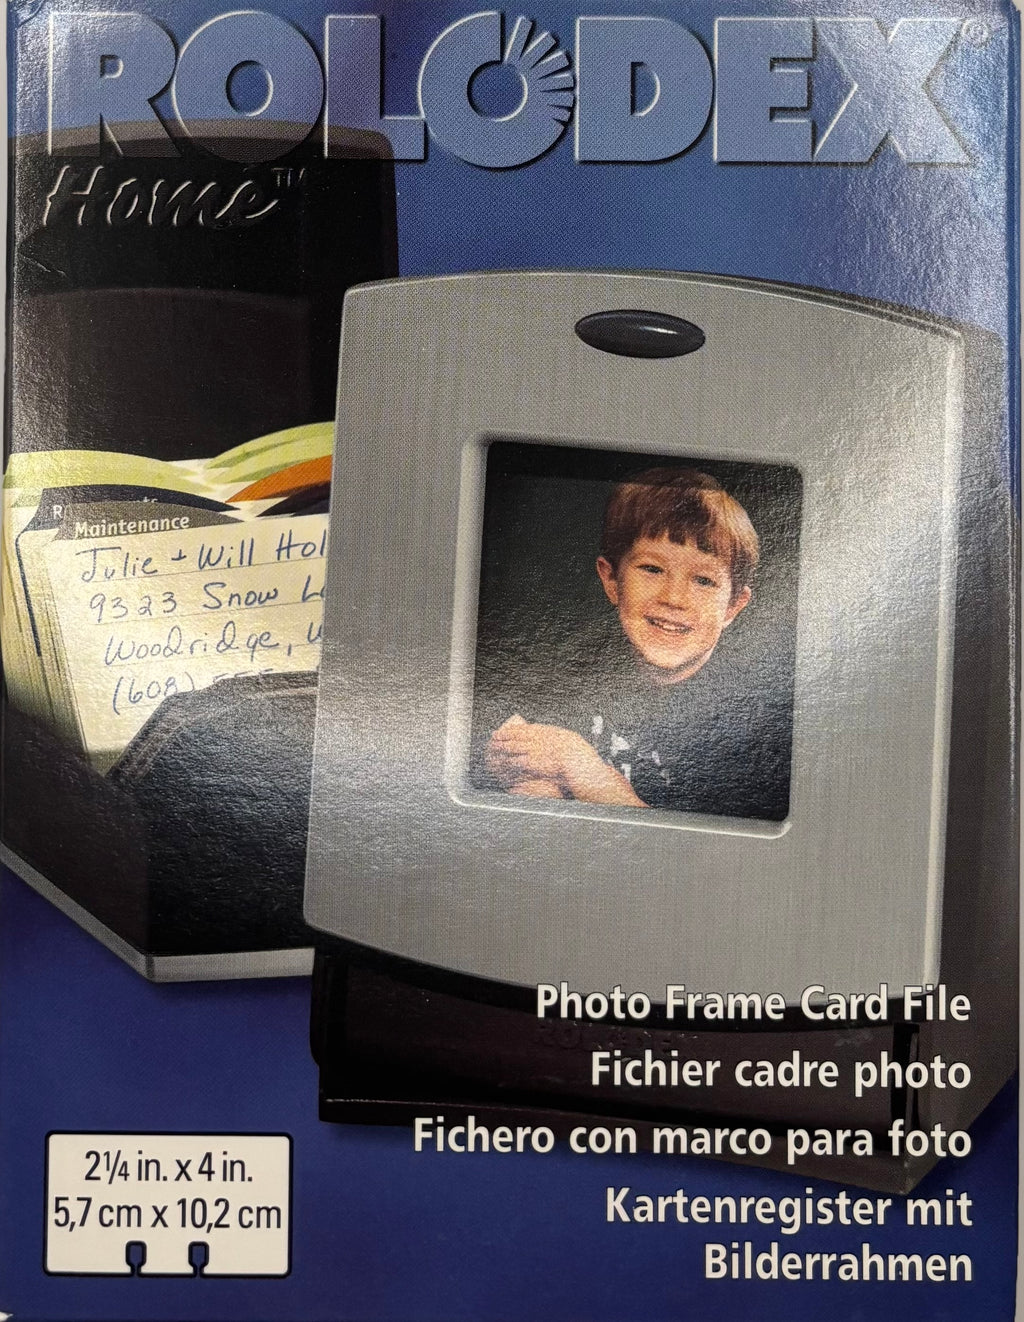 ROLODEX®
Home™
Maintenance
Julie + Will Hol
9323 Snow L
Woodridge, W
(608) 555
Photo Frame Card File
Fichier cadre photo
Fichero con marco para foto
Kartenregister mit
Bilderrahmen
2¼ in. x 4 in.
5,7 cm x 10,2 cm